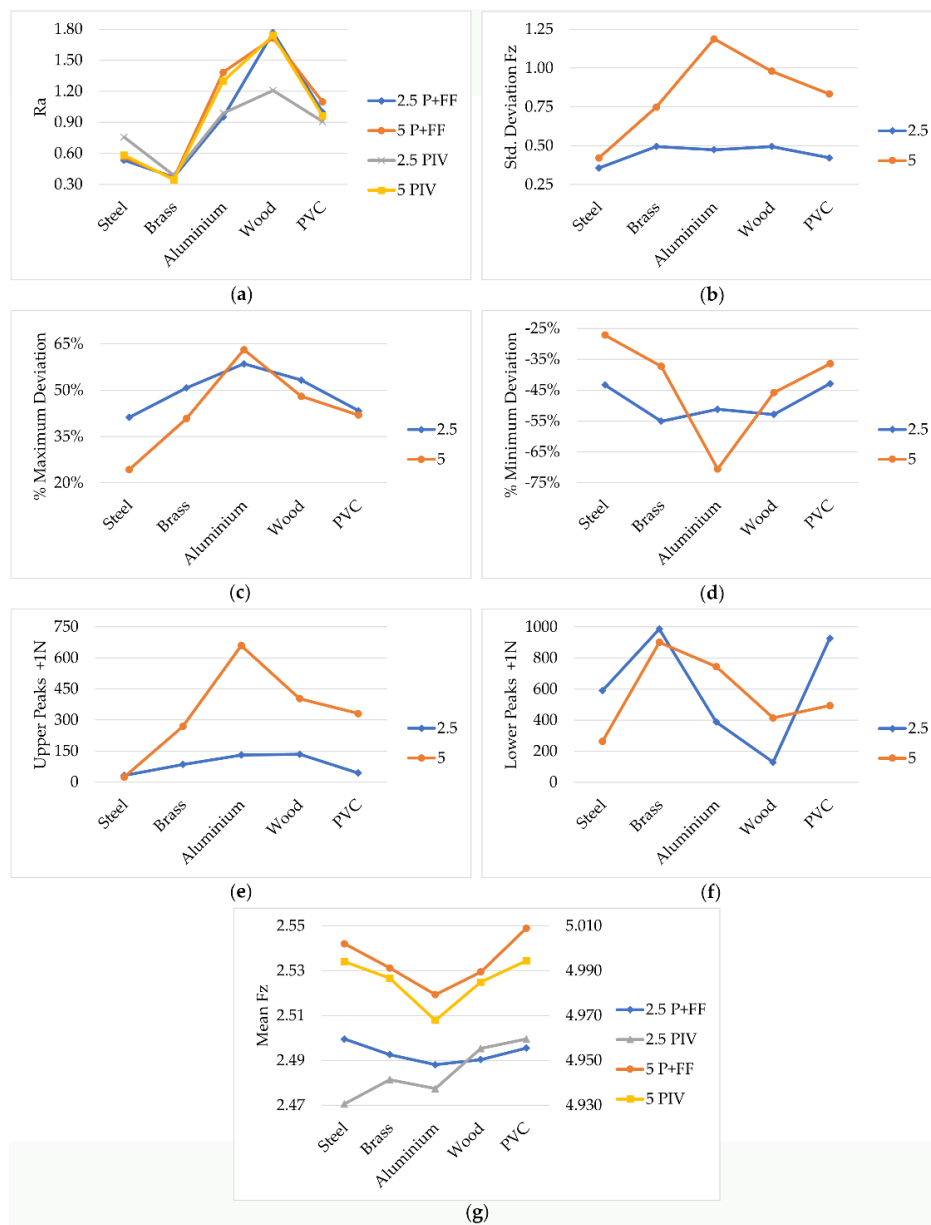 1.80
1.50
1.20
0.90
0.60
0.30
Ra
Steel
Brass
Aluminium
Wood
PVC
2.5 P+FF
5 P+FF
2.5 PIV
5 PIV
(a)
1.25
1.00
0.75
0.50
0.25
Std. Deviation Fz
Steel
Brass
Aluminium
Wood
PVC
2.5
5
(b)
65%
50%
35%
20%
% Maximum Deviation
Steel
Brass
Aluminium
Wood
PVC
2.5
5
(c)
-25%
-35%
-45%
-55%
-65%
-75%
% Minimum Deviation
Steel
Brass
Aluminium
Wood
PVC
2.5
5
(d)
750
600
450
300
150
0
Upper Peaks +1N
Steel
Brass
Aluminium
Wood
PVC
2.5
5
(e)
1000
800
600
400
200
0
Lower Peaks +1N
Steel
Brass
Aluminium
Wood
PVC
2.5
5
(f)
2.55
2.53
2.51
2.49
2.47
Mean Fz
5.010
4.990
4.970
4.950
4.930
Steel
Brass
Aluminium
Wood
PVC
2.5 P+FF
2.5 PIV
5 P+FF
5 PIV
(g)